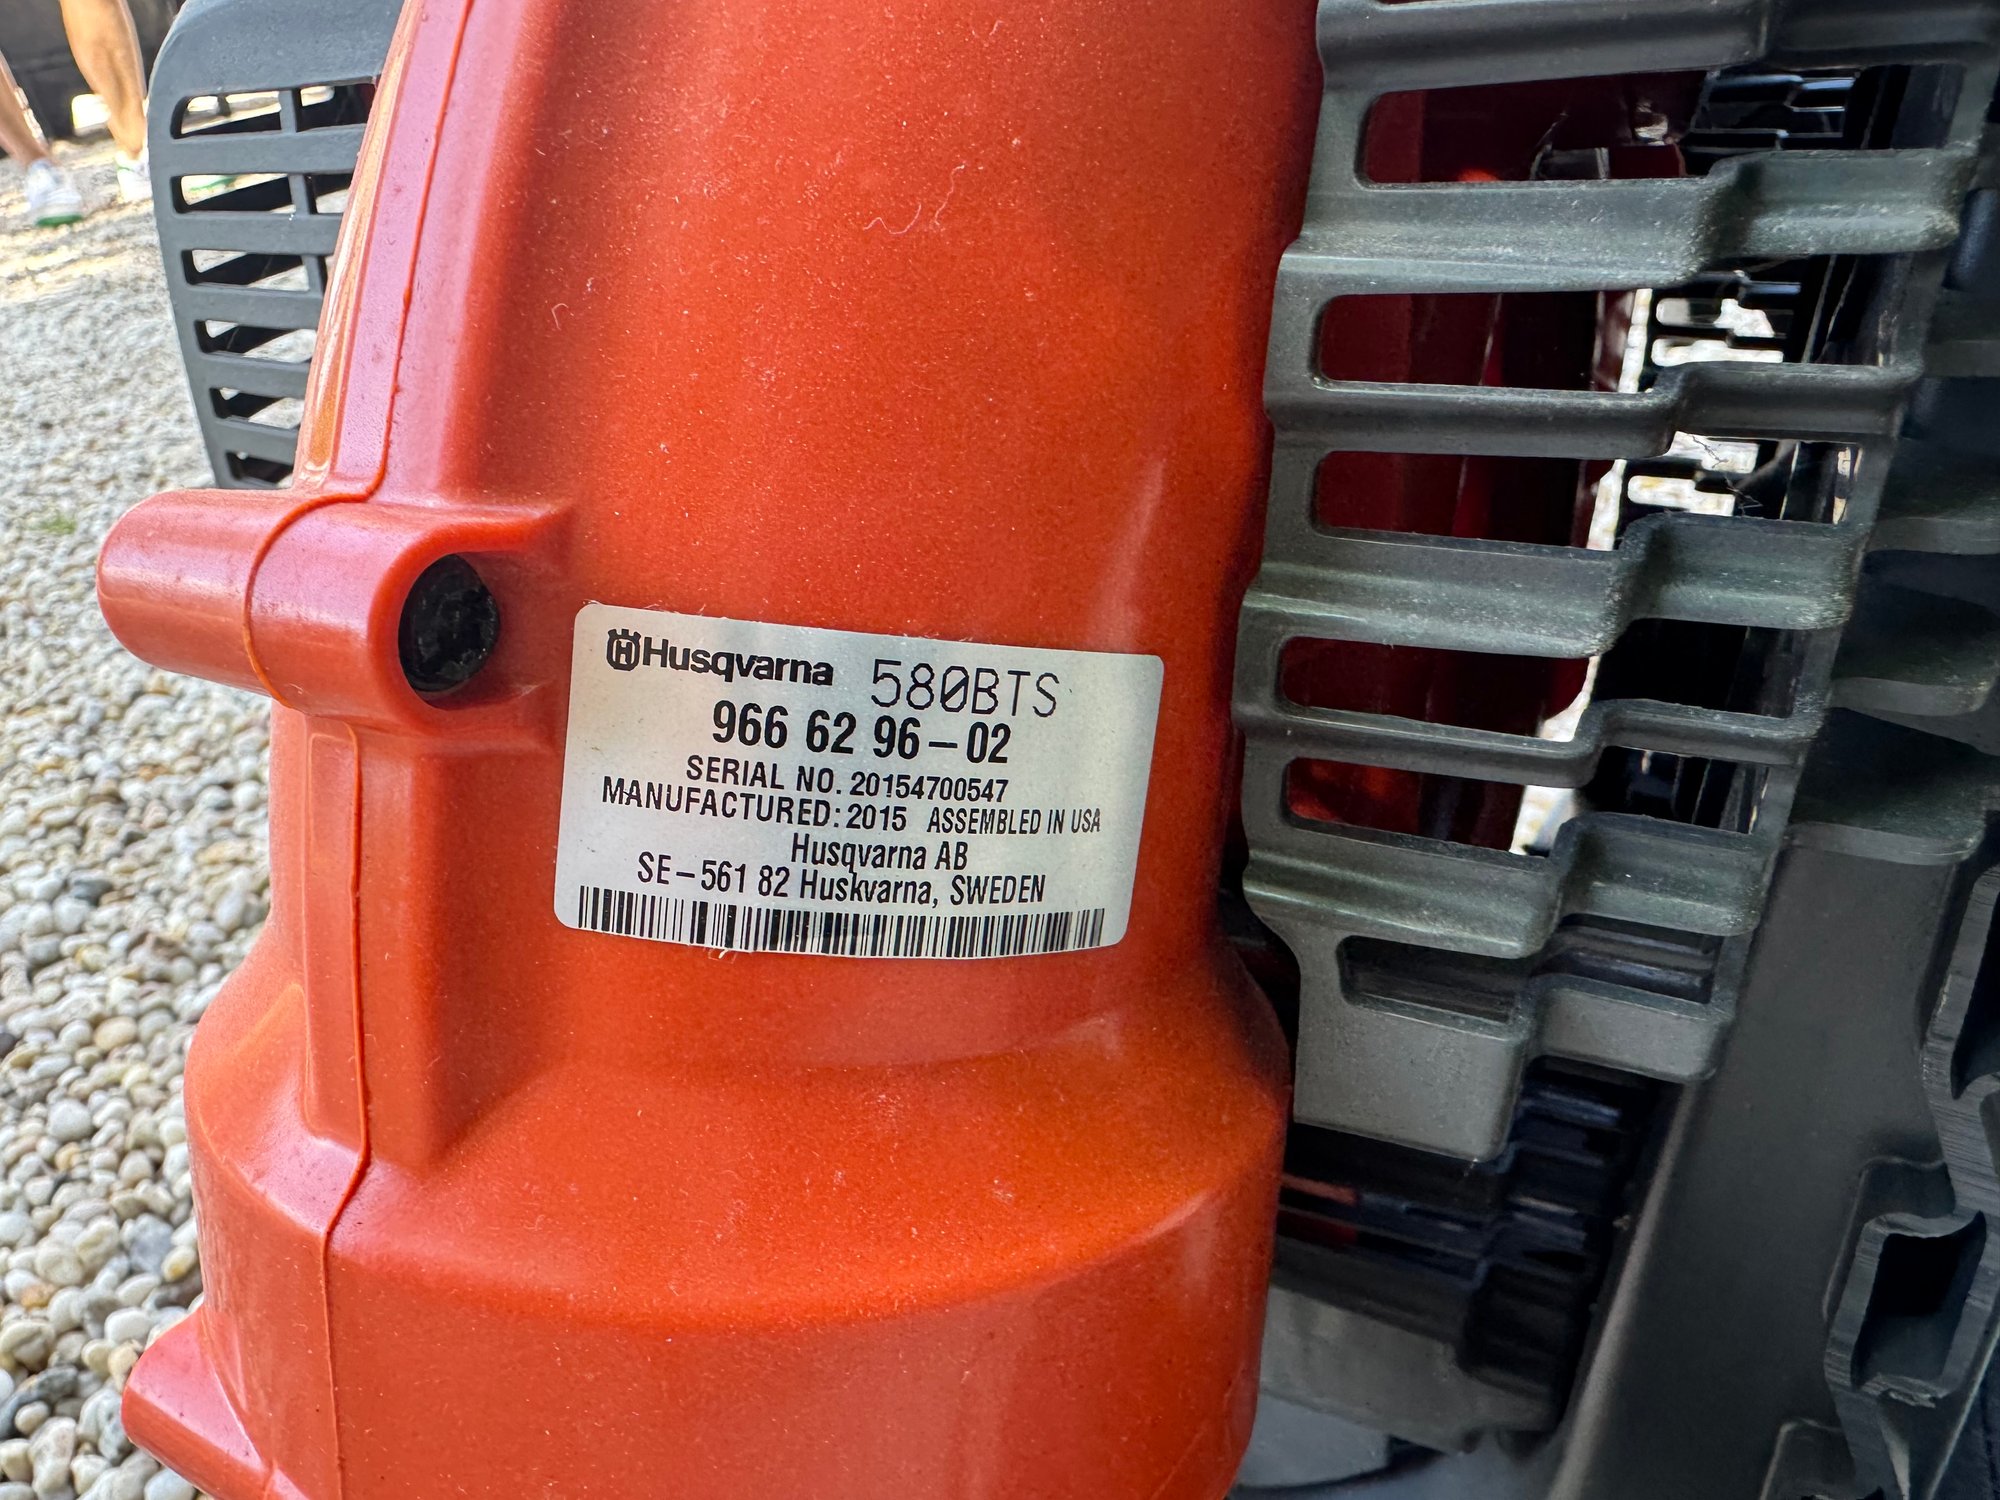 Husqvarna 580BTS
966 62 96-02
SERIAL NO. 20154700547
MANUFACTURED: 2015 ASSEMBLED IN USA
Husqvarna AB
SE-561 82 Huskvarna, SWEDEN